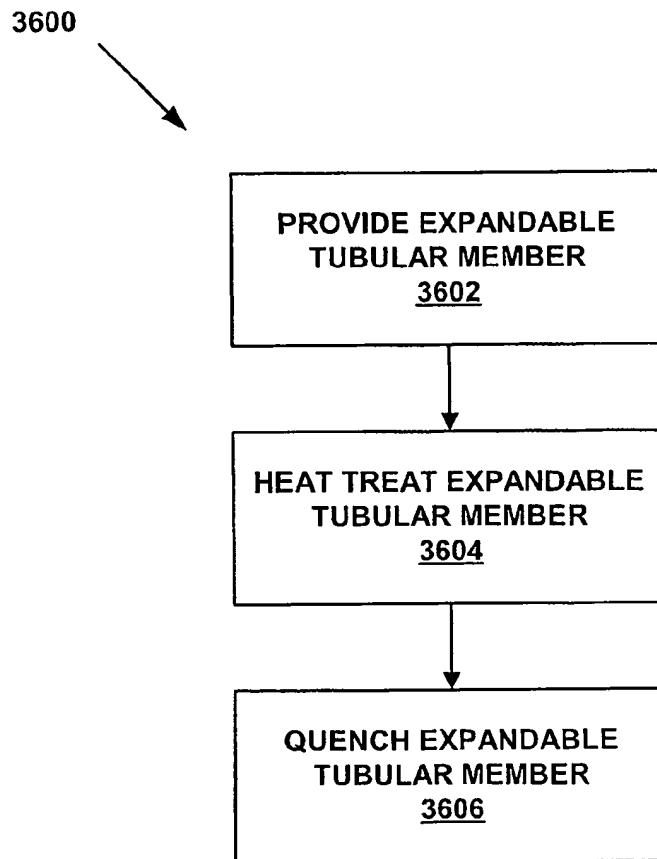 3600
PROVIDE EXPANDABLE
TUBULAR MEMBER
3602
HEAT TREAT EXPANDABLE
TUBULAR MEMBER
3604
QUENCH EXPANDABLE
TUBULAR MEMBER
3606